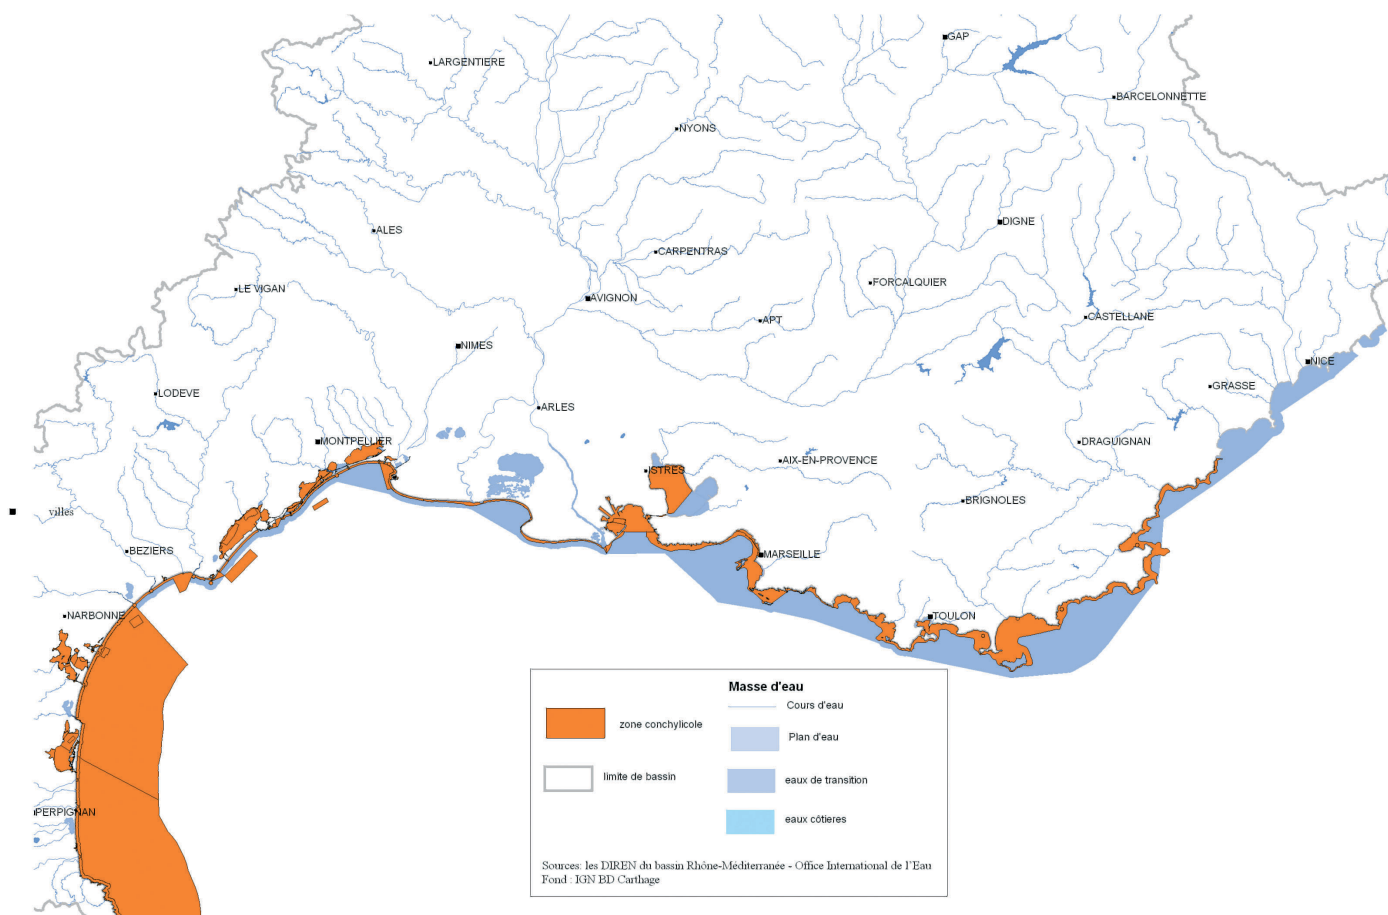 GAP
LARGENTIERE
BARCELONNETTE
NYONS
DIGNE
ALES
CARPENTRAS
FORCALQUIER
LE VIGAN
AVIGNON
CASTELLANE
APT
NIMES
NICE
GRASSE
LODEVE
ARLES
MONTPELLIER
DRAGUIGNAN
AIX-EN-PROVENCE
ISTRES
BRIGNOLES
villes
BEZIERS
MARSEILLE
NARBONNE
TOULON
PERPIGNAN
Masse d'eau
Cours d'eau
zone conchylicole
Plan d'eau
limite de bassin
eaux de transition
eaux côtieres
Sources: les DIREN du bassin Rhône-Méditerranée - Office International de l'Eau
Fond : IGN BD Carthage